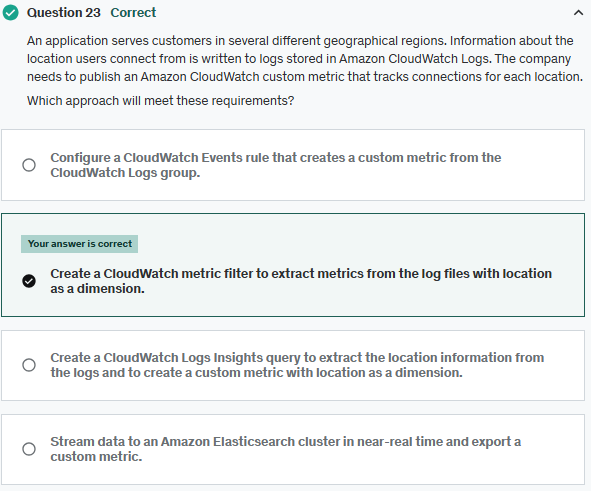 Question 23 Correct
An application serves customers in several different geographical regions. Information about the
location users connect from is written to logs stored in Amazon CloudWatch Logs. The company
needs to publish an Amazon CloudWatch custom metric that tracks connections for each location.
Which approach will meet these requirements?
Configure a CloudWatch Events rule that creates a custom metric from the
CloudWatch Logs group.
Your answer is correct
Create a CloudWatch metric filter to extract metrics from the log files with location
as a dimension.
Create a CloudWatch Logs Insights query to extract the location information from
the logs and to create a custom metric with location as a dimension.
Stream data to an Amazon Elasticsearch cluster in near-real time and export a
custom metric.